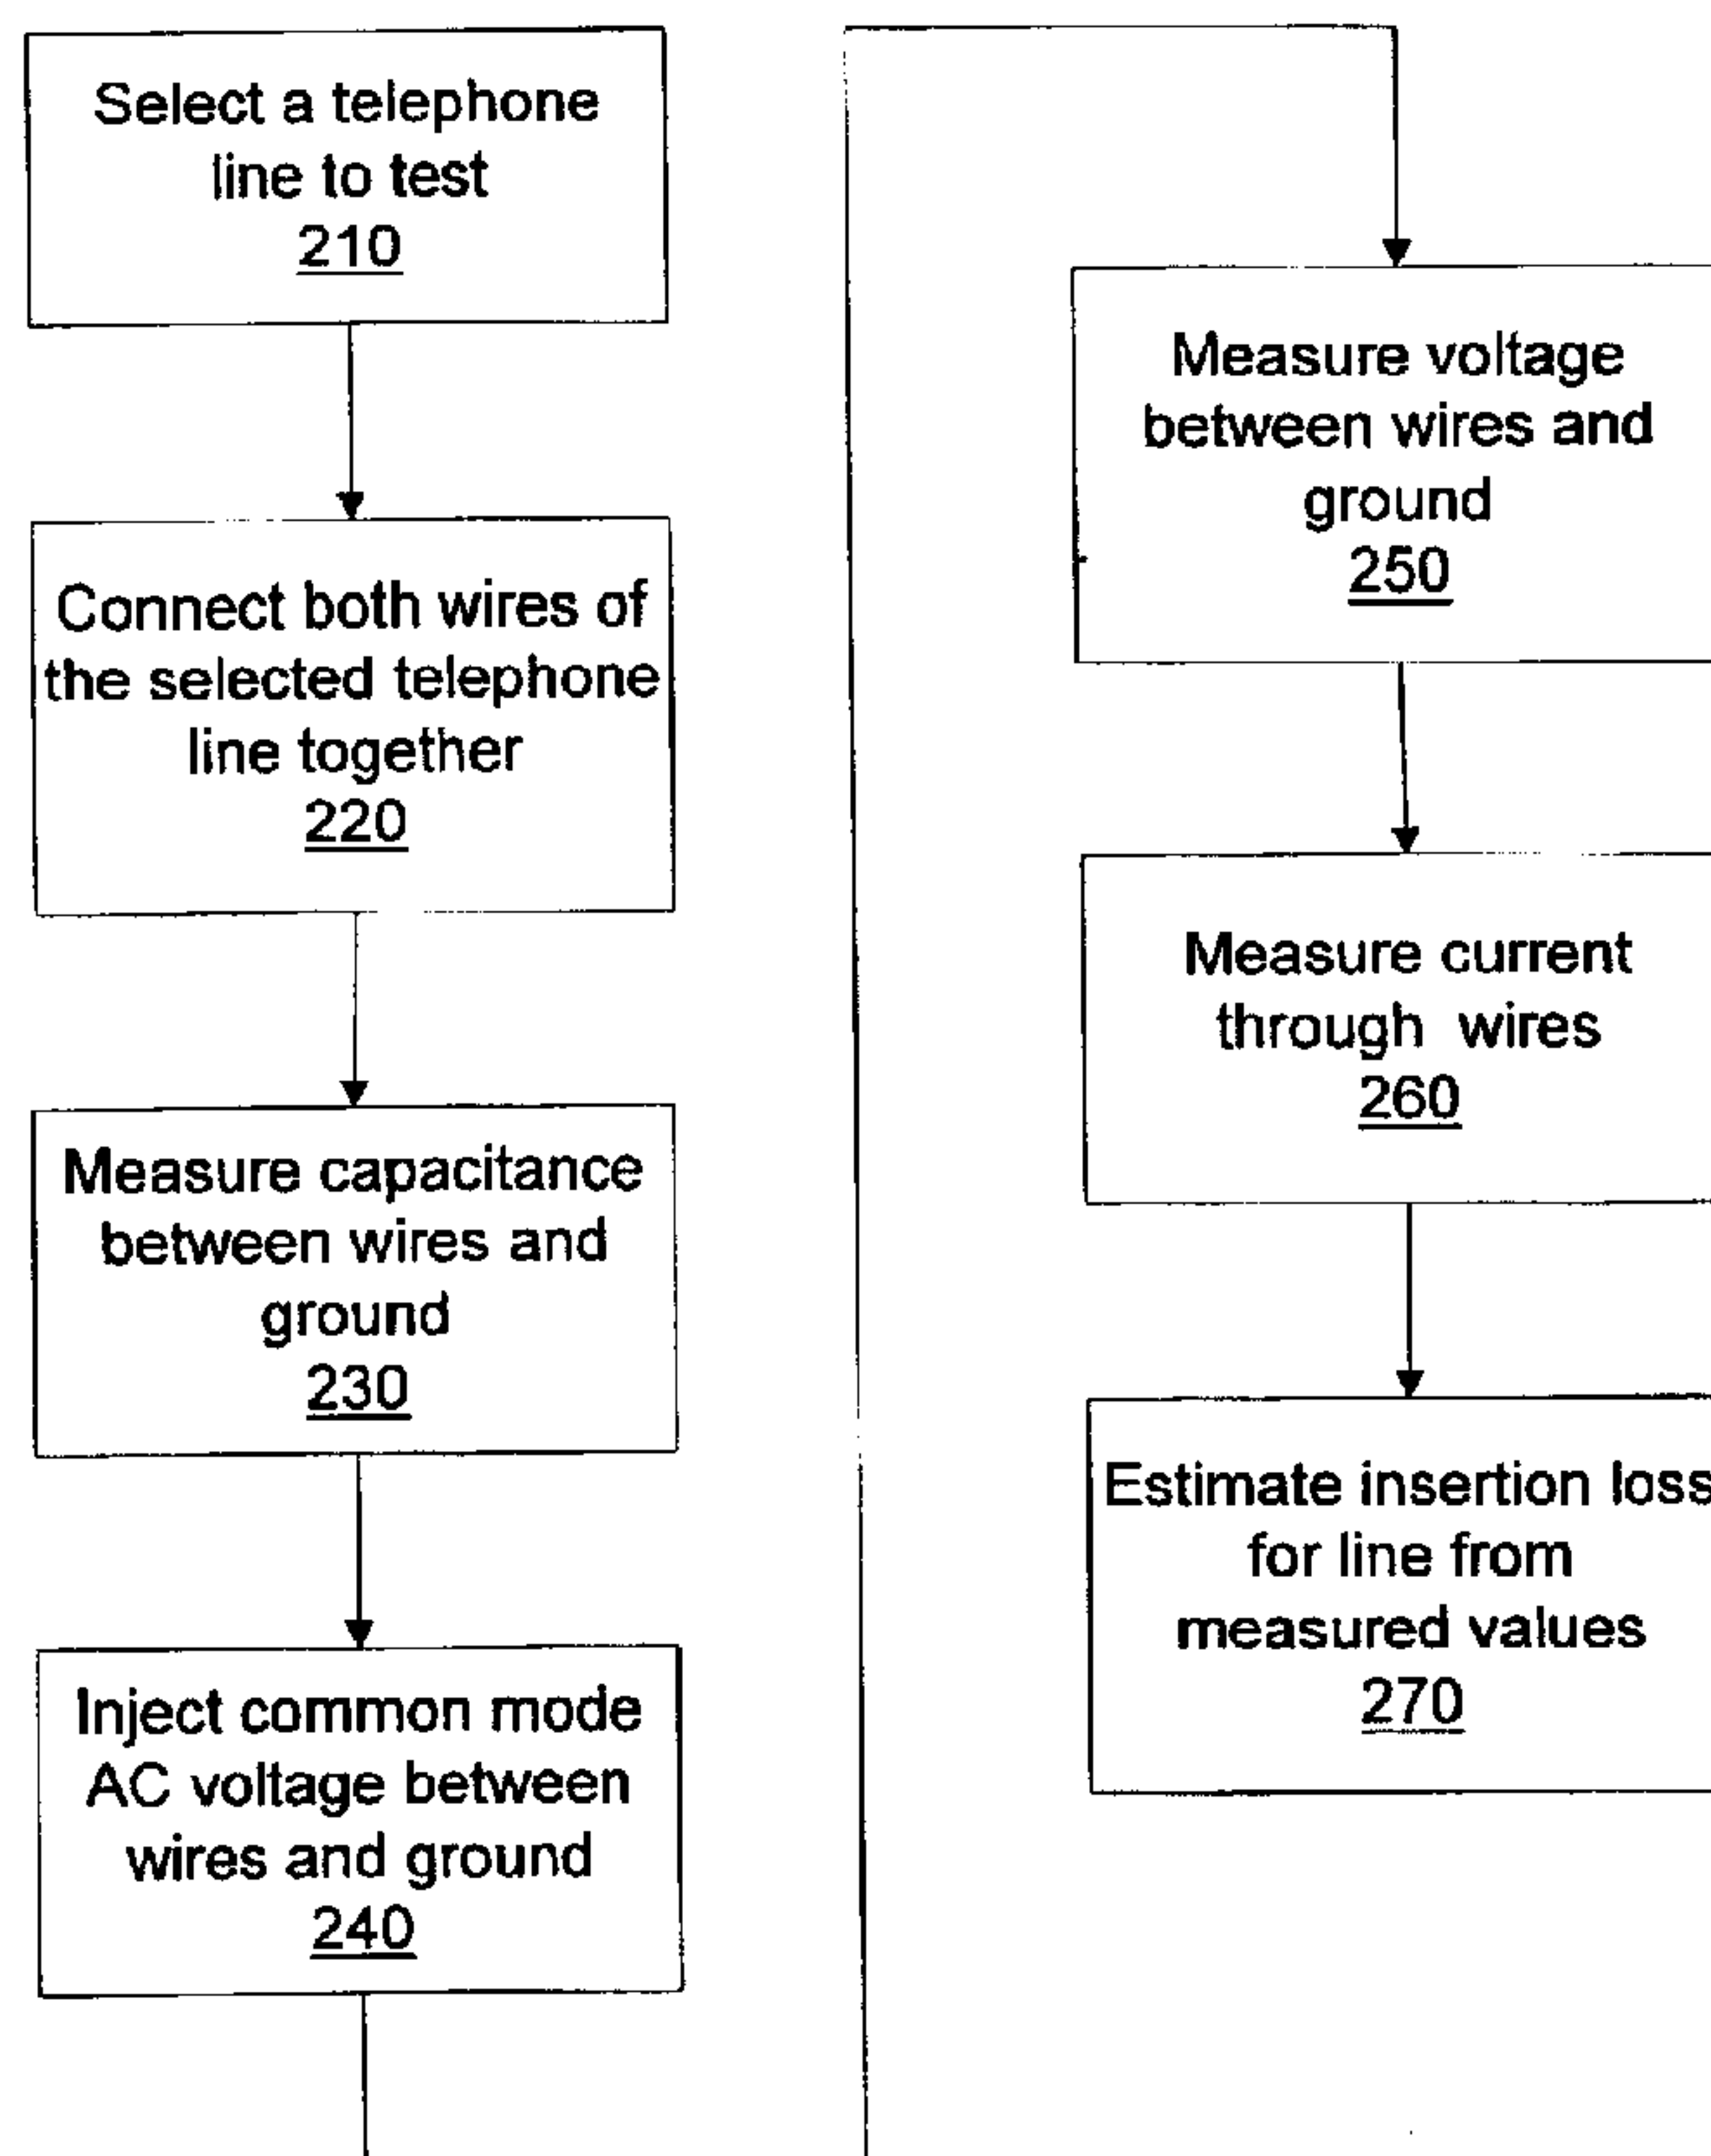 Select a telephone
line to test
210
Connect both wires of
the selected telephone
line together
220
Measure capacitance
between wires and
ground
230
Inject common mode
AC voltage between
wires and ground
240
Measure voltage
between wires and
ground
250
Measure current
through wires
260
Estimate insertion loss
for line from
measured values
270